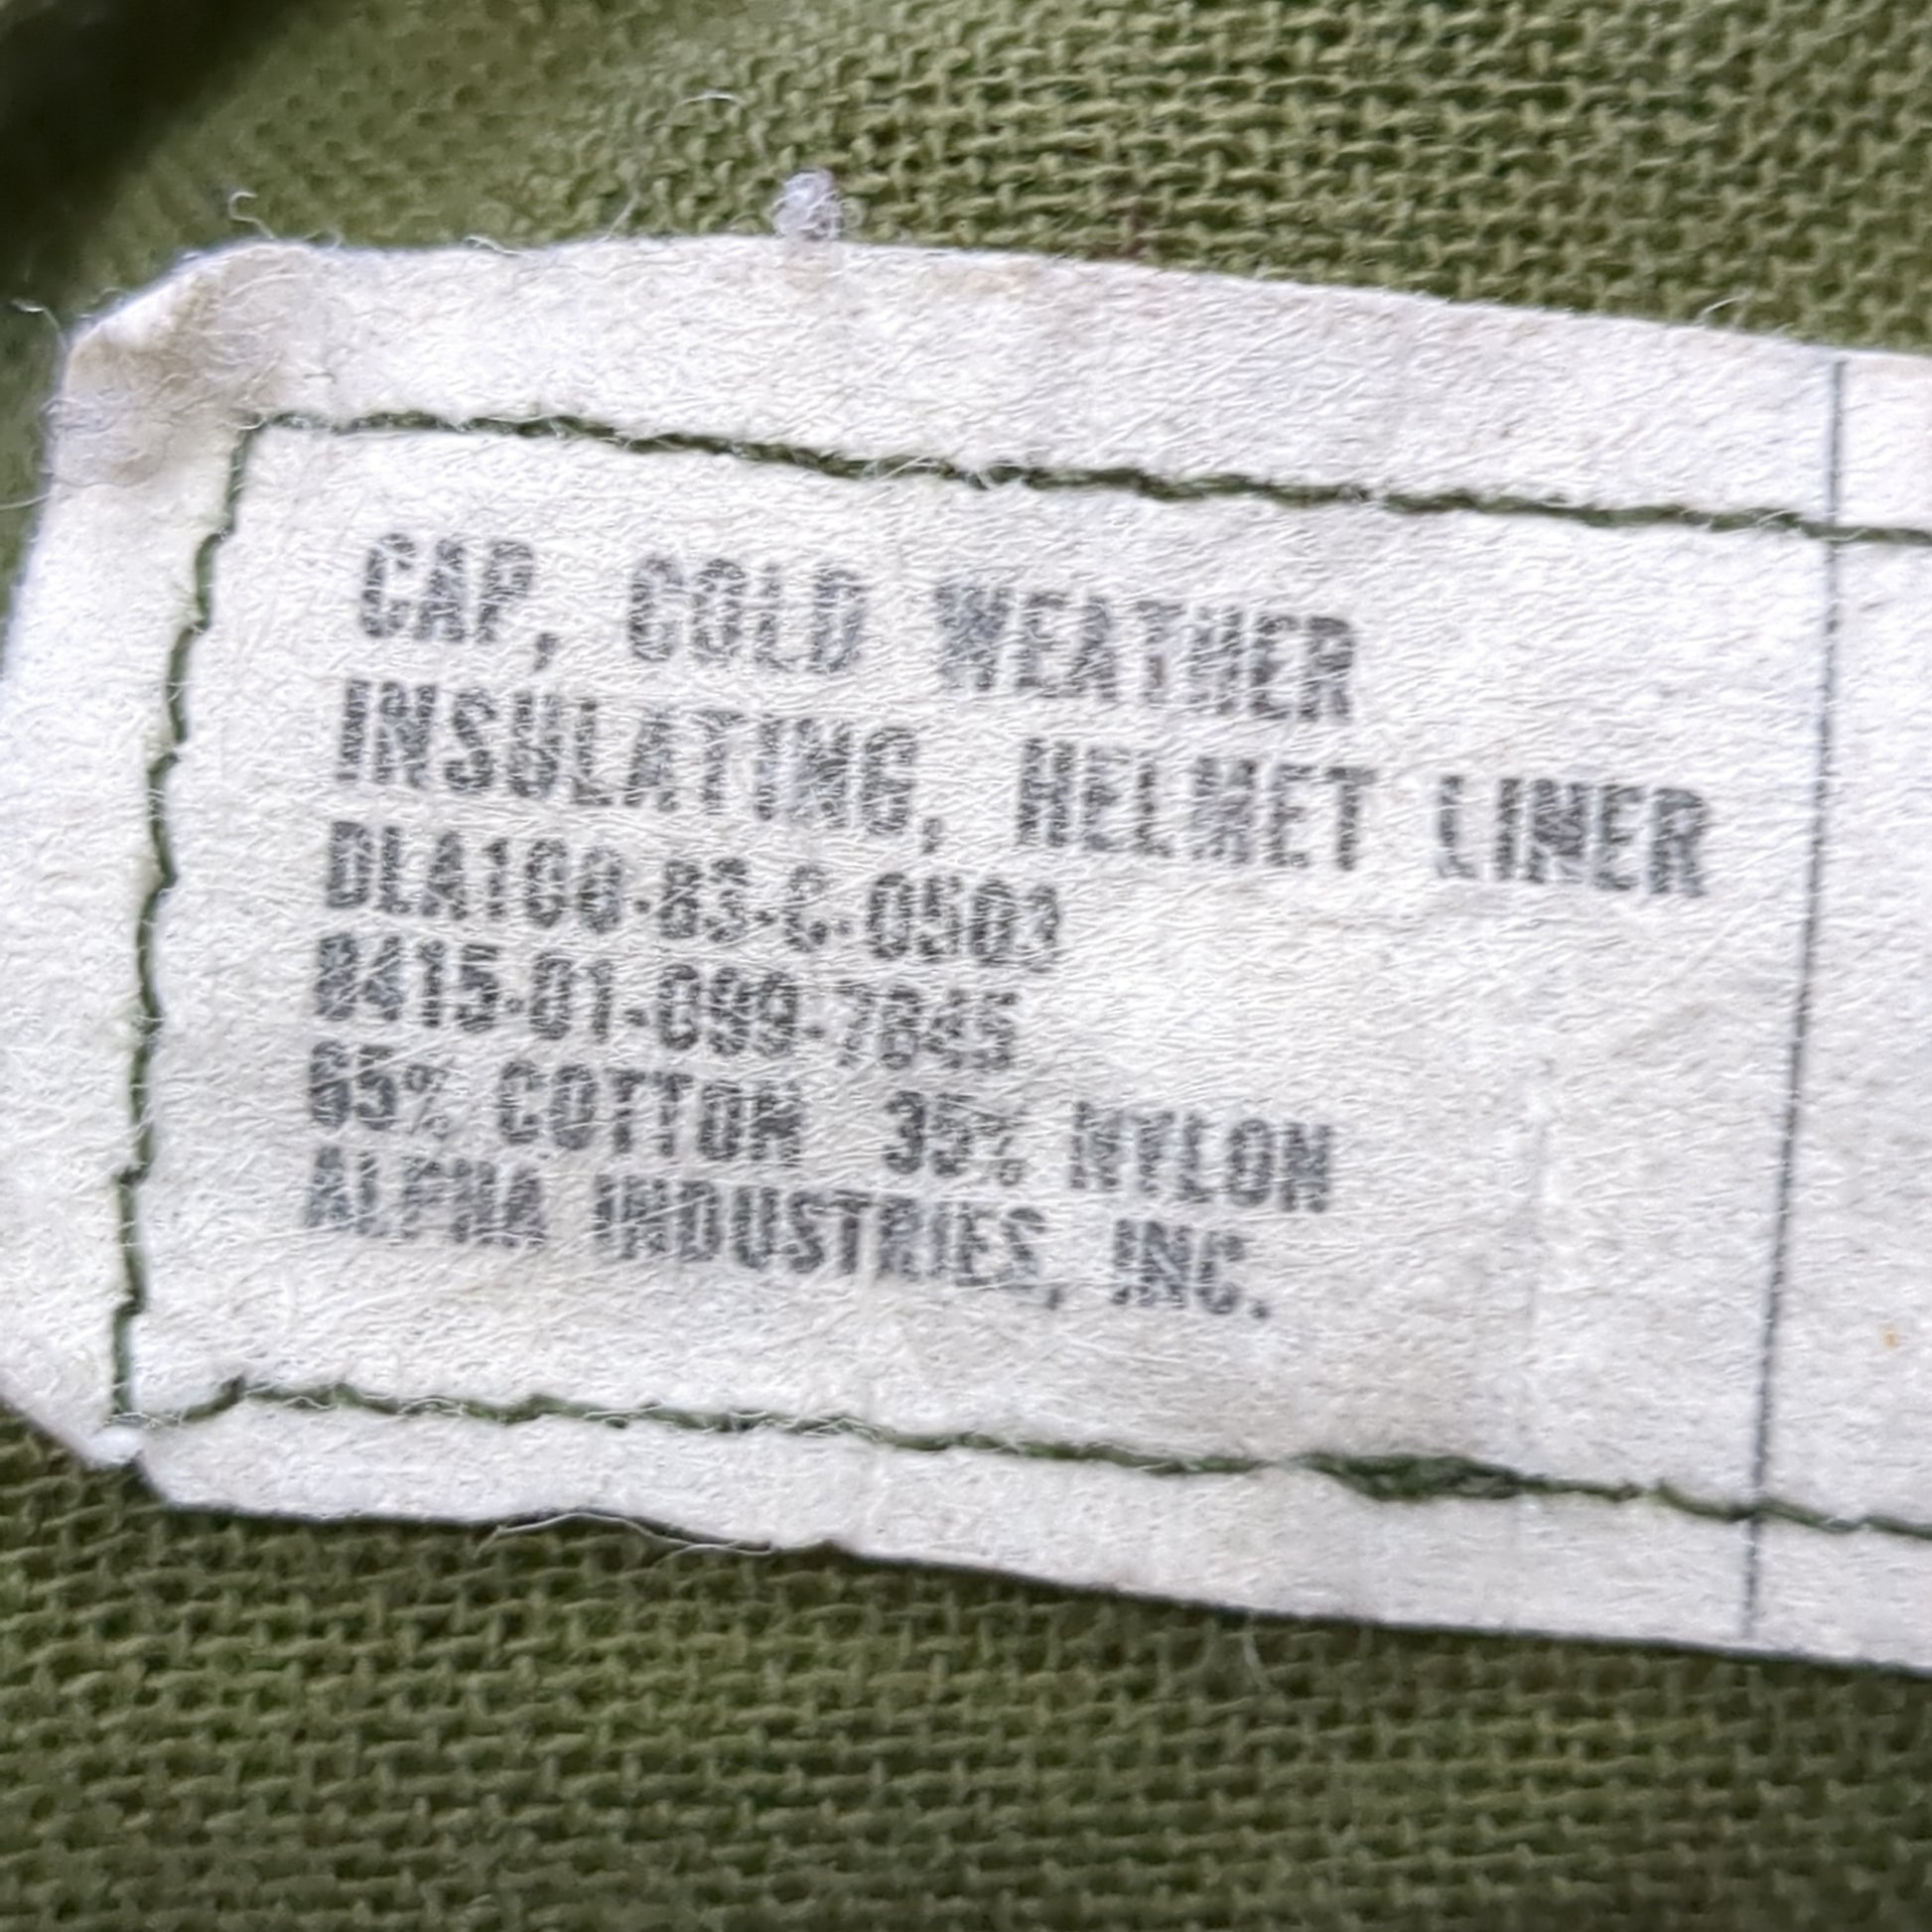 CAP, COLD WEATHER
INSULATING, HELMET LINER
DLA100-83-C-0503
8415-01-099-7845
65% COTTON 35% NYLON
ALPHA INDUSTRIES, INC.